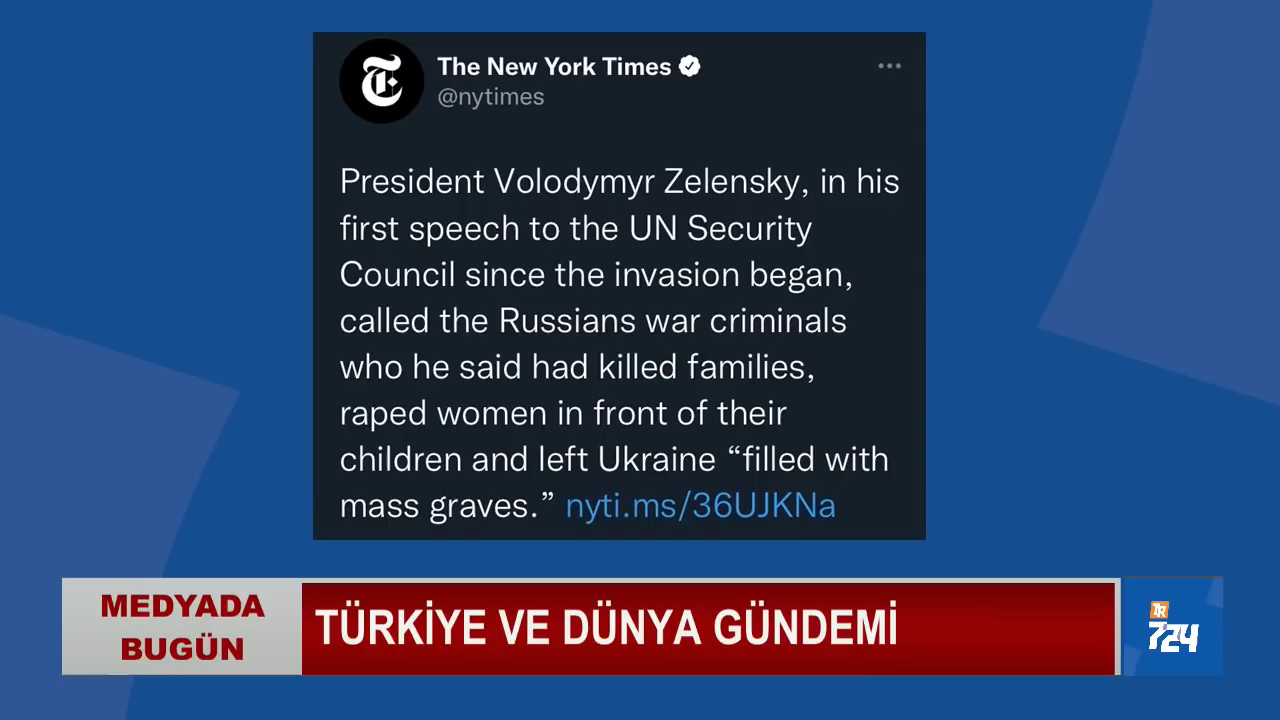 The New York Times
@nytimes
President Volodymyr Zelensky, in his
first speech to the UN Security
Council since the invasion began,
called the Russians war criminals
who he said had killed families,
raped women in front of their
children and left Ukraine “filled with
mass graves.” nyti.ms/36UJKNa
MEDYADA
BUGÜN
TÜRKİYE VE DÜNYA GÜNDEMİ
TR
724